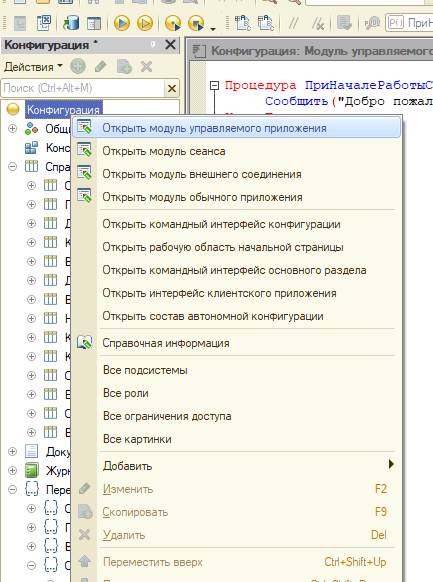 Конфигурация *
Конфигурация: Модуль управляемого
Действия
Поиск (Ctrl+Alt+M)
Процедура ПриНачалеРаботыС
Сообщить("Добро пожал
Конфигурация
Открыть модуль управляемого приложения
Открыть модуль сеанса
Открыть модуль внешнего соединения
Открыть модуль обычного приложения
Открыть командный интерфейс конфигурации
Открыть рабочую область начальной страницы
Открыть командный интерфейс основного раздела
Открыть интерфейс клиентского приложения
Открыть состав автономной конфигурации
Справочная информация
Все подсистемы
Все роли
Все ограничения доступа
Все картинки
Добавить
Изменить F2
Скопировать F9
Удалить Del
Переместить вверх Ctrl+Shift+Up
Общ
Конс
Спра
Доку
Журн
Пере